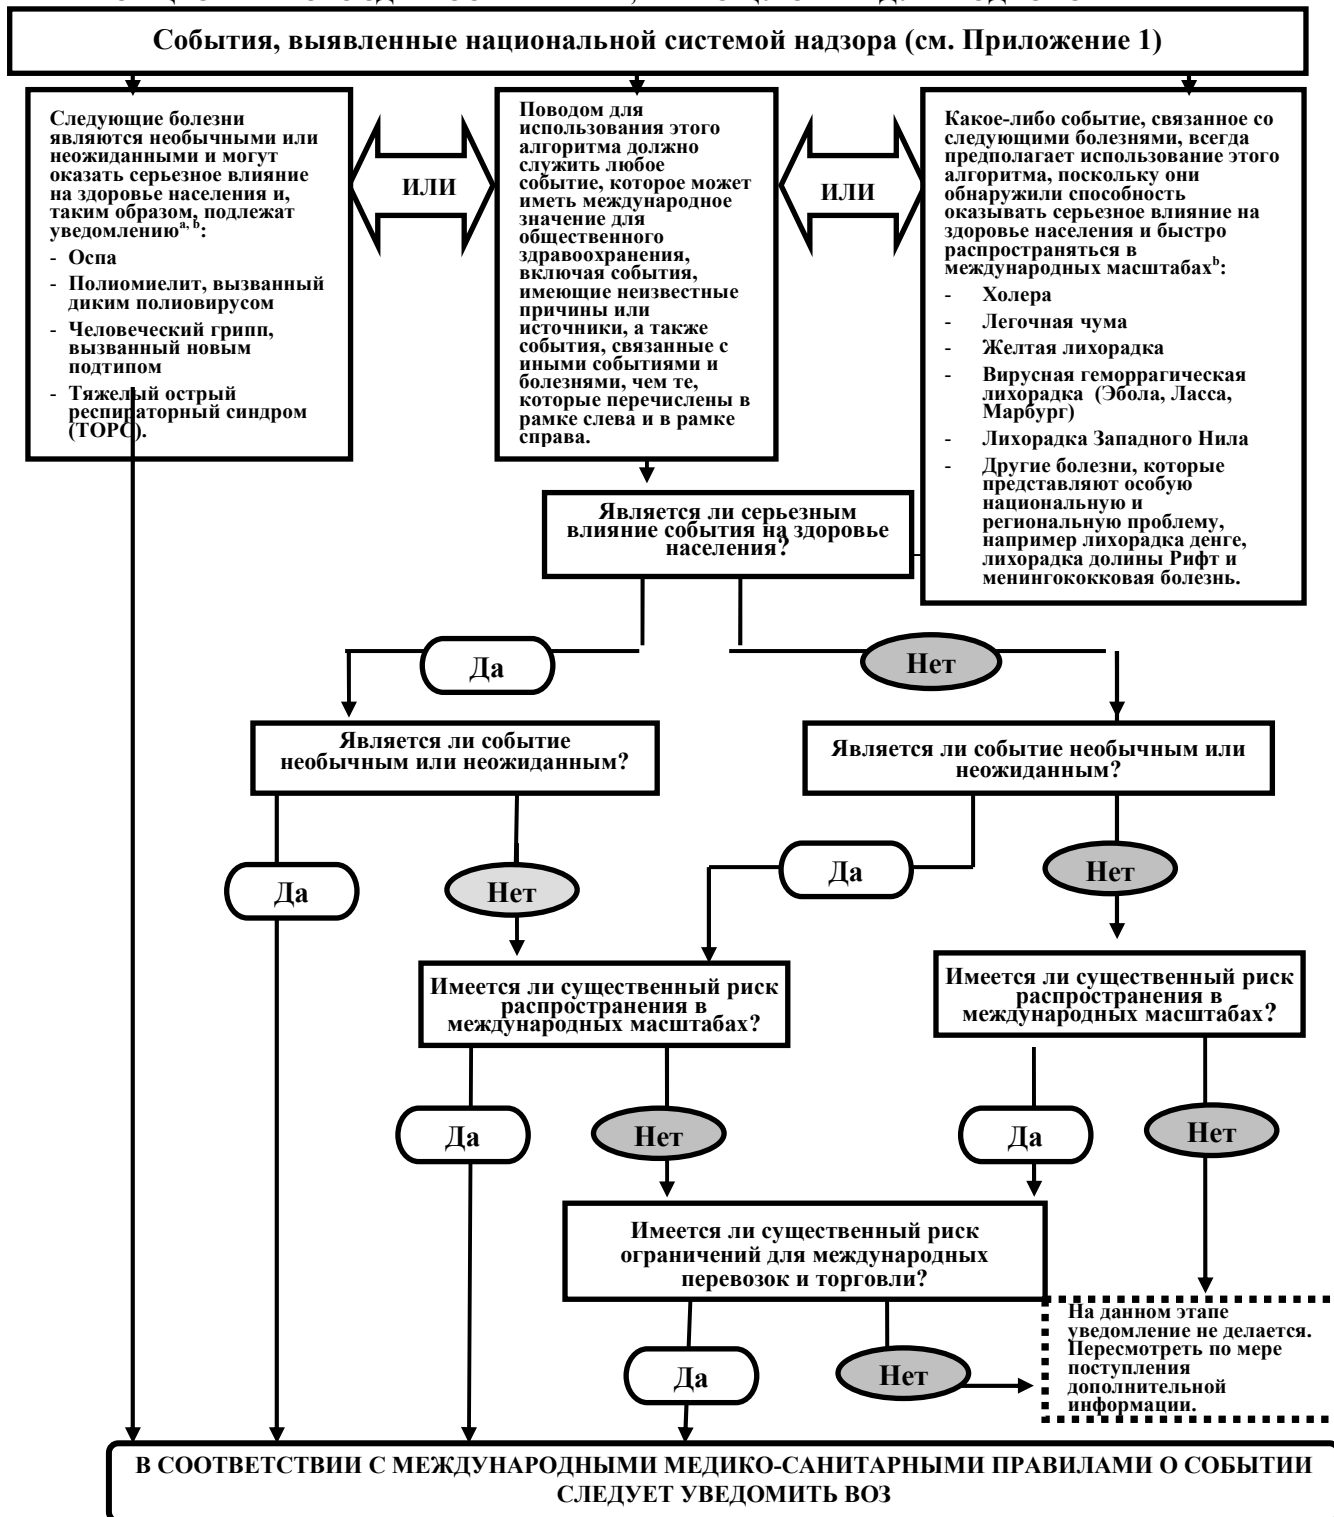 События, выявленные национальной системой надзора (см. Приложение 1)
Следующие болезни
являются необычными или
неожиданными и могут
оказать серьезное влияние
на здоровье населения и,
таким образом, подлежат
уведомлениюa, b:
- Оспа
- Полиомиелит, вызванный
диким полиовирусом
- Человеческий грипп,
вызванный новым
подтипом
- Тяжелый острый
респираторный синдром
(ТОРС).
ИЛИ
Поводом для
использования этого
алгоритма должно
служить любое
событие, которое может
иметь международное
значение для
общественного
здравоохранения,
включая события,
имеющие неизвестные
причины или
источники, а также
события, связанные с
иными событиями и
болезнями, чем те,
которые перечислены в
рамке слева и в рамке
справа.
ИЛИ
Какое-либо событие, связанное со
следующими болезнями, всегда
предполагает использование этого
алгоритма, поскольку они
обнаружили способность
оказывать серьезное влияние на
здоровье населения и быстро
распространяться в
международных масштабахb:
- Холера
- Легочная чума
- Желтая лихорадка
- Вирусная геморрагическая
лихорадка (Эбола, Ласса,
Марбург)
- Лихорадка Западного Нила
- Другие болезни, которые
представляют особую
национальную и
региональную проблему,
например лихорадка денге,
лихорадка долины Рифт и
менингококковая болезнь.
Является ли серьезным
влияние события на здоровье
населения?
Да
Нет
Является ли событие
необычным или неожиданным?
Является ли событие необычным или
неожиданным?
Да
Нет
Да
Нет
Имеется ли существенный риск
распространения в
международных масштабах?
Имеется ли существенный риск
распространения в
международных масштабах?
Да
Нет
Да
Нет
Имеется ли существенный риск
ограничений для международных
перевозок и торговли?
На данном этапе
уведомление не делается.
Пересмотреть по мере
поступления
дополнительной
информации.
Да
Нет
В СООТВЕТСТВИИ С МЕЖДУНАРОДНЫМИ МЕДИКО-САНИТАРНЫМИ ПРАВИЛАМИ О СОБЫТИИ
СЛЕДУЕТ УВЕДОМИТЬ ВОЗ